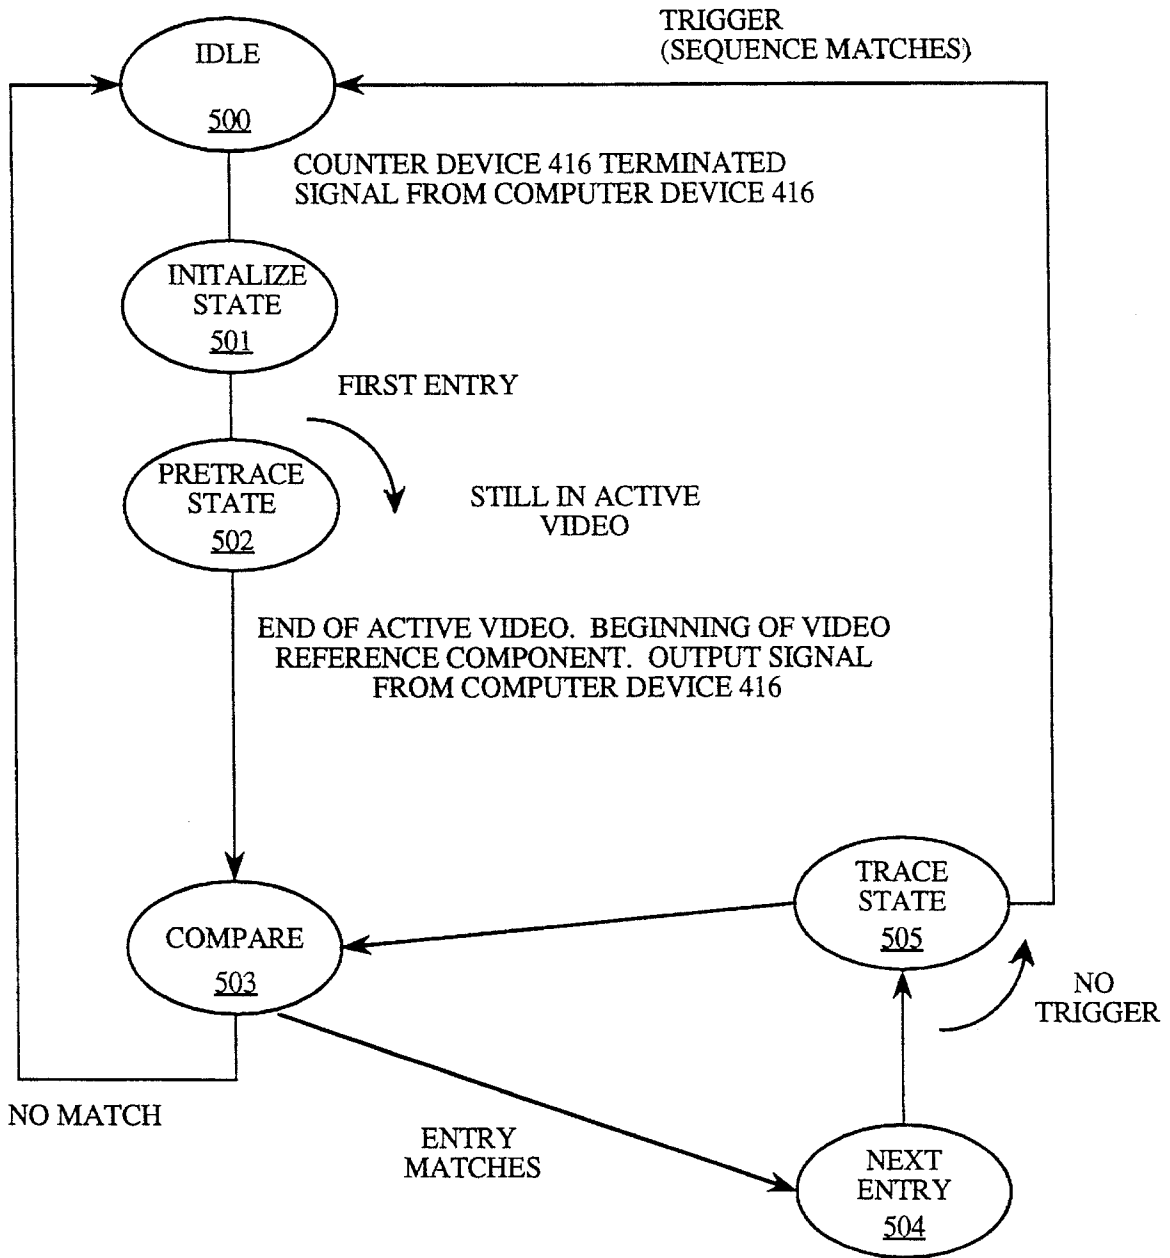 TRIGGER
(SEQUENCE MATCHES)
IDLE
500
COUNTER DEVICE 416 TERMINATED
SIGNAL FROM COMPUTER DEVICE 416
INITALIZE
STATE
501
FIRST ENTRY
PRETRACE
STATE
502
STILL IN ACTIVE
VIDEO
END OF ACTIVE VIDEO. BEGINNING OF VIDEO
REFERENCE COMPONENT. OUTPUT SIGNAL
FROM COMPUTER DEVICE 416
TRACE
STATE
505
COMPARE
503
NO
TRIGGER
NO MATCH
ENTRY
MATCHES
NEXT
ENTRY
504